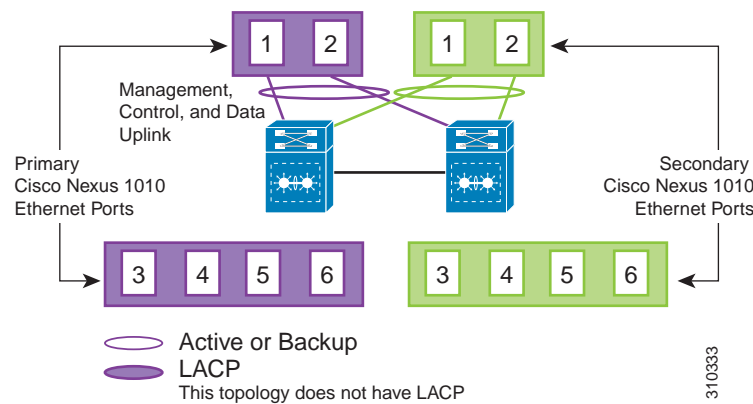 1 2 1 2
Management,
Control, and Data
Uplink
Primary
Cisco Nexus 1010
Ethernet Ports
Secondary
Cisco Nexus 1010
Ethernet Ports
3 4 5 6 3 4 5 6
Active or Backup
LACP
This topology does not have LACP
310333